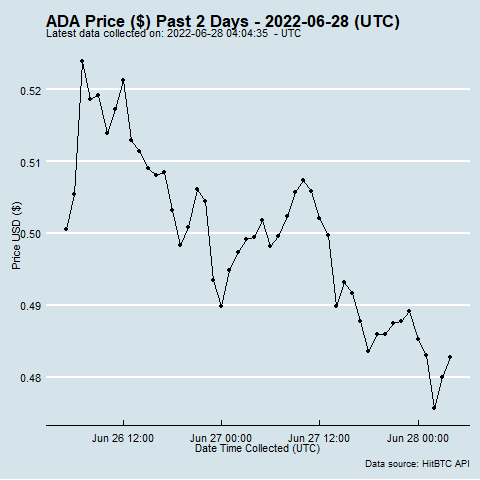 ADA Price ($) Past 2 Days - 2022-06-28 (UTC)
Latest data collected on: 2022-06-28 04:04:35 - UTC
Price USD ($)
0.52
0.51
0.50
0.49
0.48
Jun 26 12:00
Jun 27 00:00
Jun 27 12:00
Jun 28 00:00
Date Time Collected (UTC)
Data source: HitBTC API